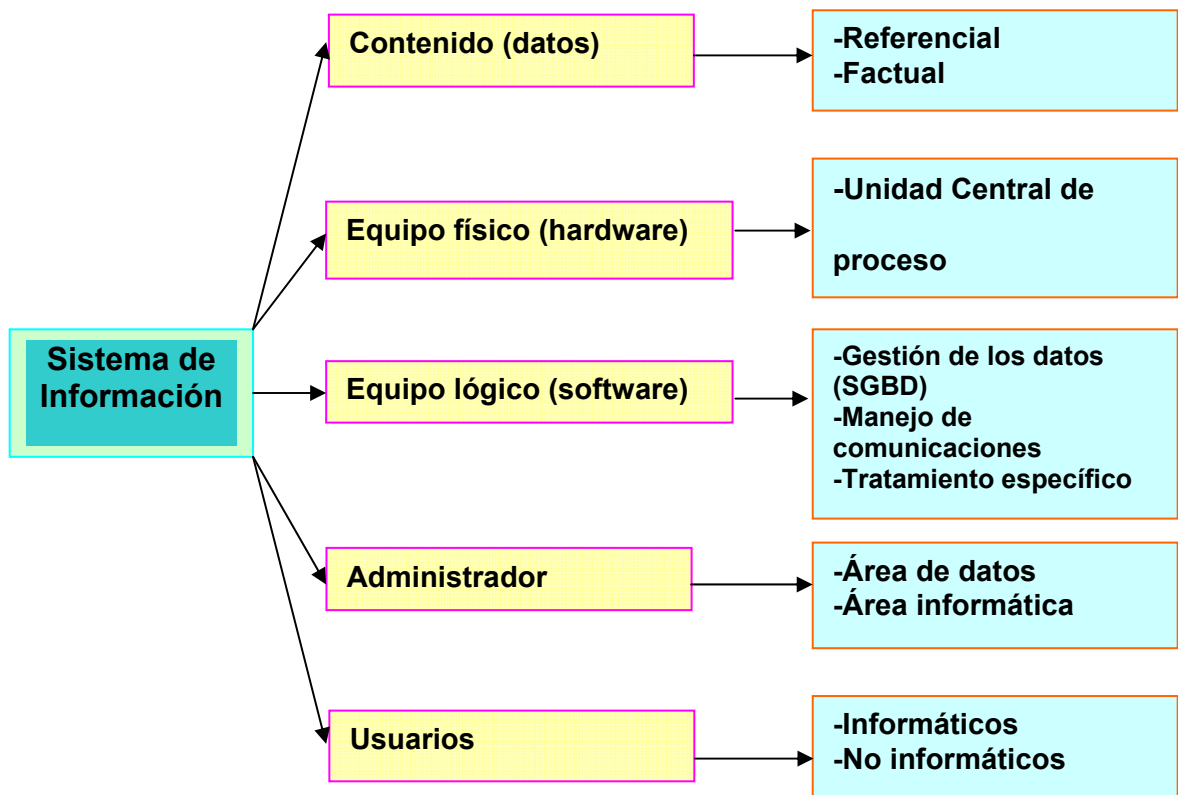 Contenido (datos)
-Referencial
-Factual
Equipo físico (hardware)
-Unidad Central de
proceso
Sistema de
Información
Equipo lógico (software)
-Gestión de los datos
(SGBD)
-Manejo de
comunicaciones
-Tratamiento específico
Administrador
-Área de datos
-Área informática
Usuarios
-Informáticos
-No informáticos